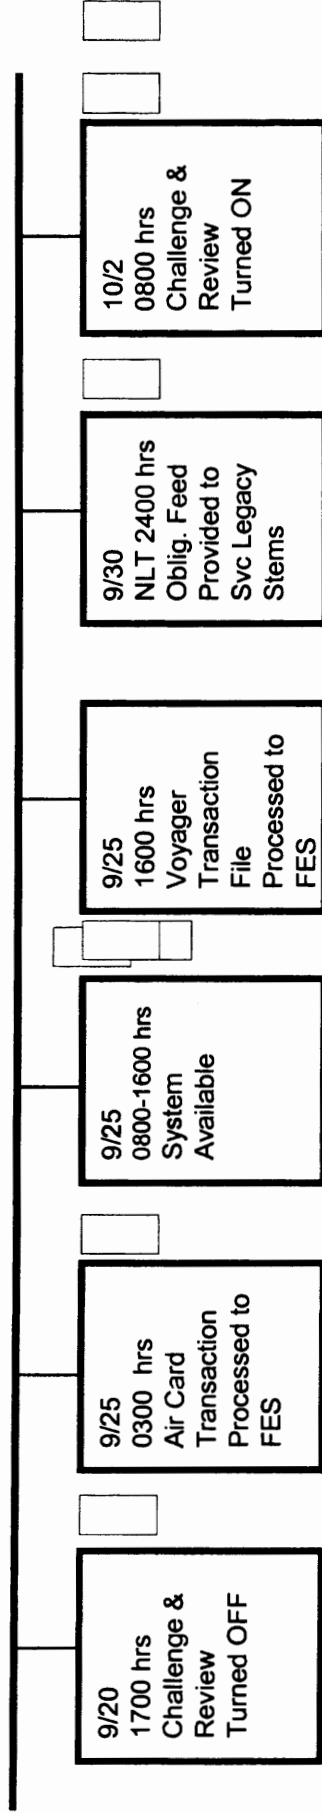 9/20
1700 hrs
Challenge &
Review
Turned OFF
9/25
0300 hrs
Air Card
Transaction
Processed to
FES
9/25
0800-1600 hrs
System
Available
9/25
1600 hrs
Voyager
Transaction
File
Processed to
FES
9/30
NLT 2400 hrs
Oblig. Feed
Provided to
Svc Legacy
Stems
10/2
0800 hrs
Challenge &
Review
Turned ON